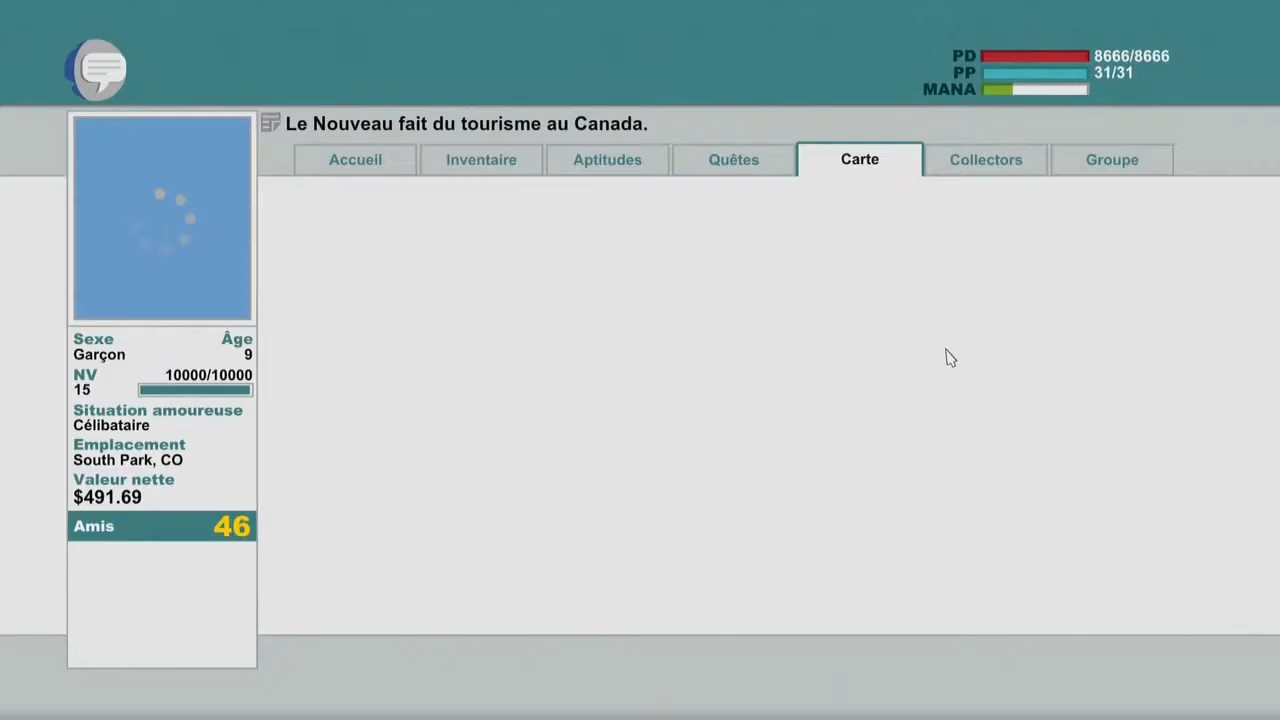 PD 8666/8666
PP 31/31
MANA
Le Nouveau fait du tourisme au Canada.
Accueil Inventaire Aptitudes Quêtes Carte Collectors Groupe
Sexe Âge
Garçon 9
NV 10000/10000
15
Situation amoureuse
Célibataire
Emplacement
South Park, CO
Valeur nette
$491.69
Amis 46